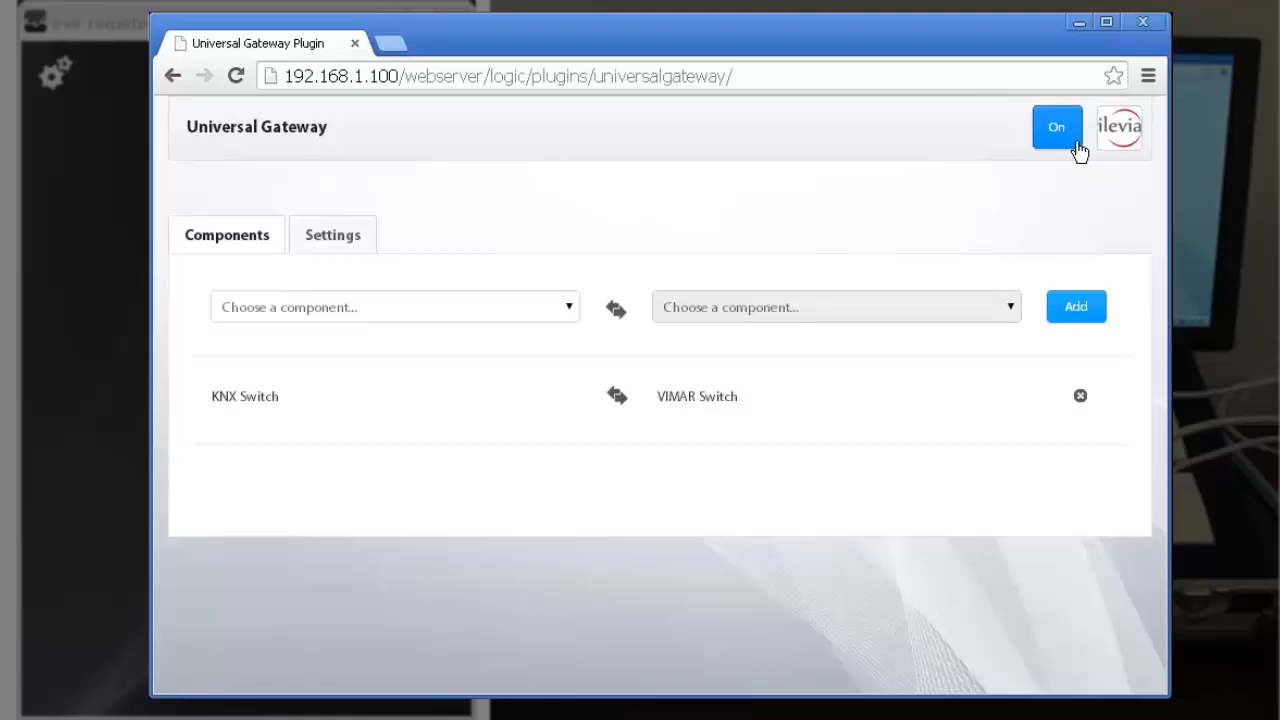 Universal Gateway Plugin
192.168.1.100/webserver/logic/plugins/universalgateway/
Universal Gateway
On
ilevia
Components
Settings
Choose a component...
Choose a component...
Add
KNX Switch
VIMAR Switch